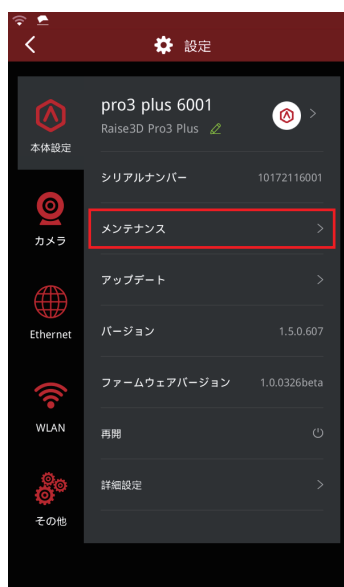 設定
本体設定
カメラ
Ethernet
WLAN
その他
pro3 plus 6001
Raise3D Pro3 Plus
シリアルナンバー 10172116001
メンテナンス
アップデート
バージョン 1.5.0.607
ファームウェアバージョン 1.0.0326beta
再開
詳細設定